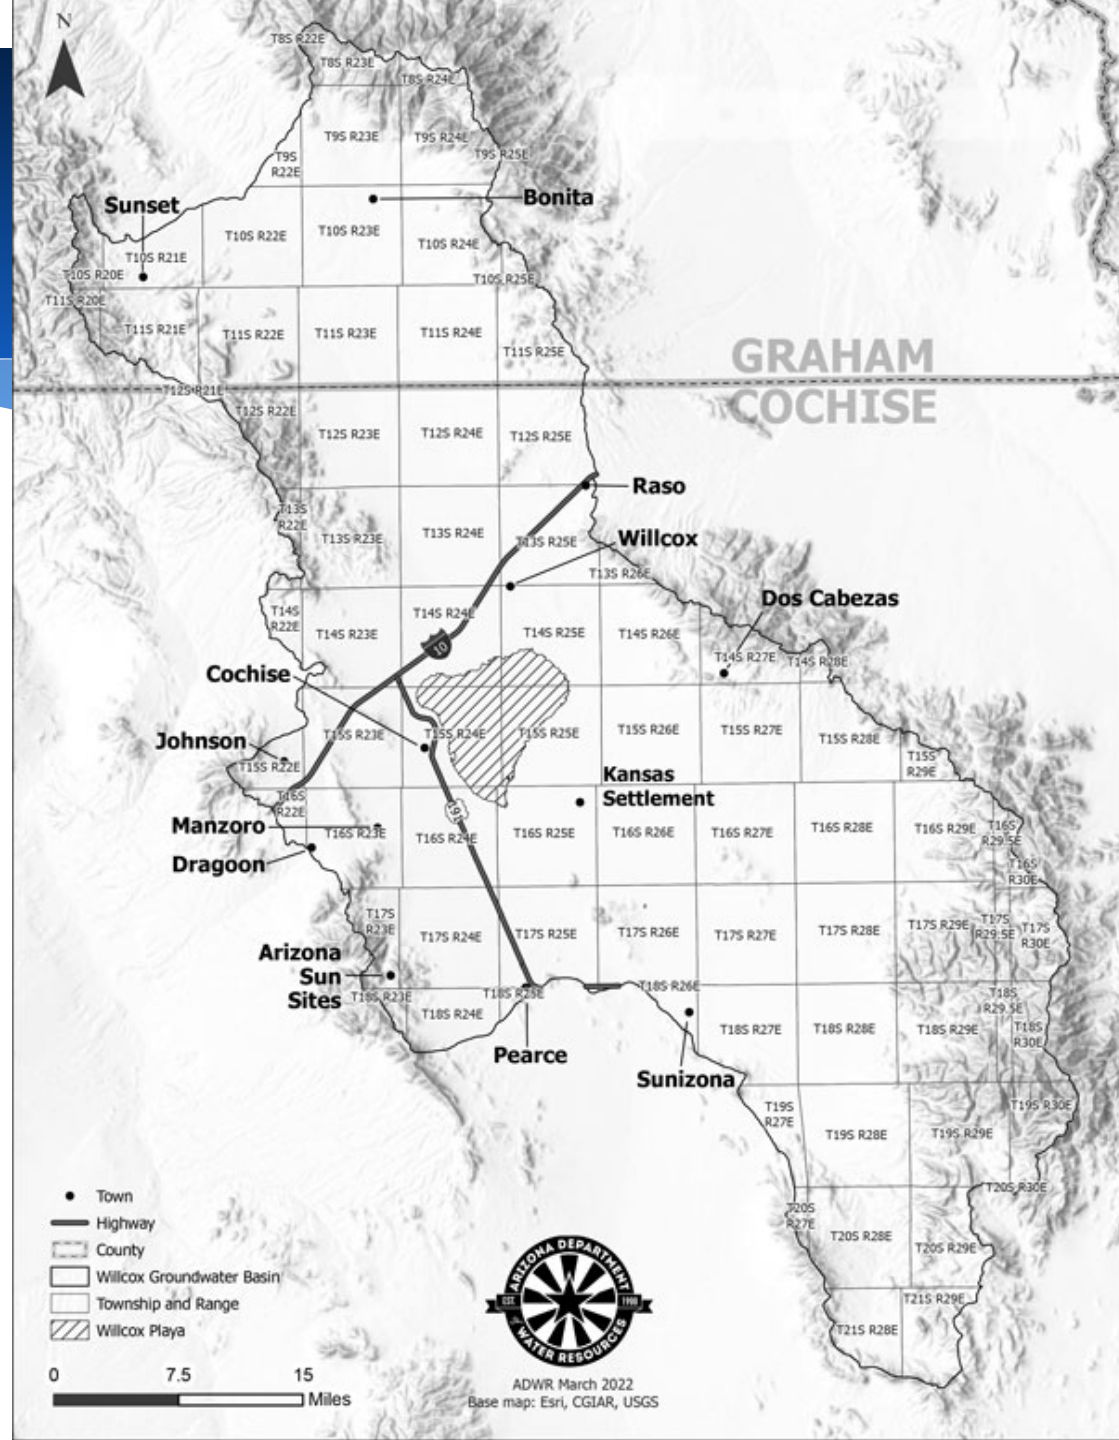 N
T8S R22E
T8S R23E
T8S R24E
T9S R23E
T9S R24E
T9S
R22E
T9S R25E
Sunset
Bonita
T10S R22E
T10S R23E
T10S R24E
T10S R21E
T10S R20E
T10S R25E
T11S R20E
T11S R21E
T11S R22E
T11S R23E
T11S R24E
T11S R25E
GRAHAM
COCHISE
T12S R21E
T12S R22E
T12S R23E
T12S R24E
T12S R25E
Raso
T13S
R22E
T13S R23E
T13S R24E
T13S R25E
Willcox
T13S R26E
Dos Cabezas
T14S
R22E
T14S R23E
T14S R24E
T14S R25E
T14S R26E
T14S R27E
T14S R28E
10
Cochise
Johnson
T15S R22E
T15S R23E
T15S R24E
T15S R25E
T15S R26E
T15S R27E
T15S R28E
T15S
R29E
Kansas
Settlement
T16S
R22E
Manzoro
Dragoon
T16S R23E
191
T16S R24E
T16S R25E
T16S R26E
T16S R27E
T16S R28E
T16S R29E
T16S
R29.5E
T16S
R30E
T17S
R23E
T17S R24E
T17S R25E
T17S R26E
T17S R27E
T17S R28E
T17S R29E
T17S
R29.5E
T17S
R30E
Arizona
Sun
Sites
T18S R23E
T18S R24E
T18S R25E
T18S R26E
T18S R27E
T18S R28E
T18S R29E
T18S
R29.5E
T18S
R30E
Pearce
Sunizona
T19S
R27E
T19S R28E
T19S R29E
T19S R30E
T20S
R27E
T20S R28E
T20S R29E
T20S R30E
T21S R28E
T21S R29E
Town
Highway
County
Willcox Groundwater Basin
Township and Range
Willcox Playa
0 7.5 15
Miles
ARIZONA DEPARTMENT
EST. 1980
of
WATER RESOURCES
ADWR March 2022
Base map: Esri, CGIAR, USGS